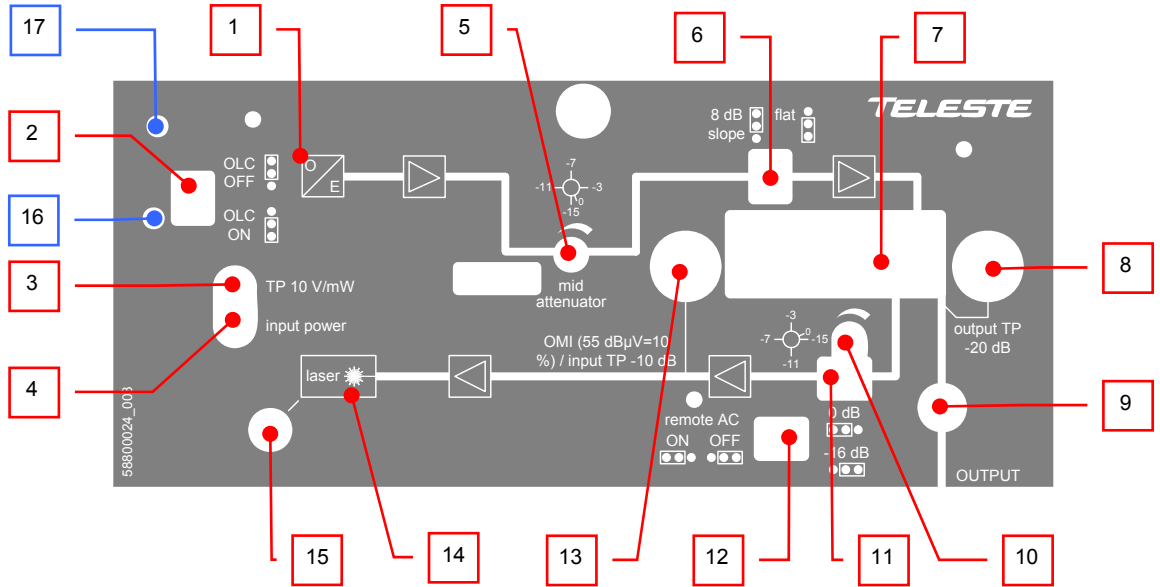 17
1
5
6
7
2
16
3
4
8
9
10
11
12
13
14
15
TELESTE
8 dB
slope
flat
OLC
OFF
OLC
ON
O
E
-7
-11
-3
0
-15
mid
attenuator
TP 10 V/mW
input power
output TP
-20 dB
OMI (55 dBµV=10
%) / input TP -10 dB
-3
-7
0
-15
-11
laser
remote AC
ON
OFF
0 dB
-16 dB
OUTPUT
58800024_003